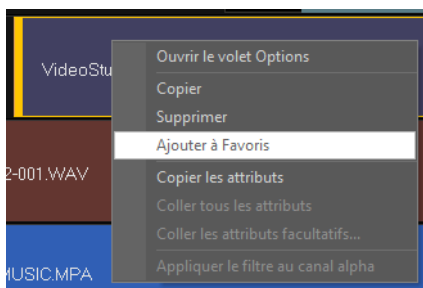 Ouvrir le volet Options
VideoStu
Copier
Supprimer
Ajouter à Favoris
2-001.WAV
Copier les attributs
Coller tous les attributs
Coller les attributs facultatifs...
Appliquer le filtre au canal alpha
MUSIC.MPA